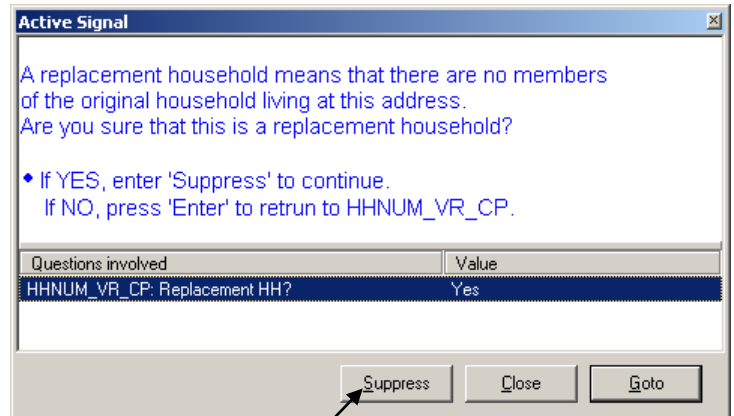 Active Signal
A replacement household means that there are no members
of the original household living at this address.
Are you sure that this is a replacement household?
• If YES, enter 'Suppress' to continue.
If NO, press 'Enter' to retrun to HHNUM_VR_CP.
Questions involved Value
HHNUM_VR_CP: Replacement HH? Yes
Suppress Close Goto